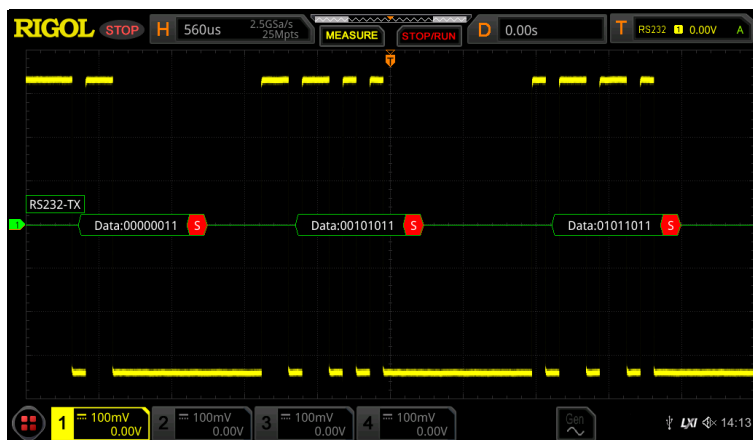 RIGOL STOP H 560us 2.5GSa/s 25Mpts MEASURE STOP/RUN D 0.00s T RS232 1 0.00V A
T
RS232-TX
1 Data:00000011 S Data:00101011 S Data:01011011 S
1 100mV 0.00V 2 100mV 0.00V 3 100mV 0.00V 4 100mV 0.00V Gen LXI 14:13